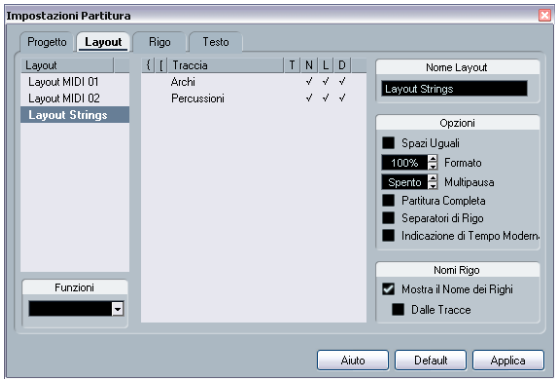 Impostazioni Partitura
Progetto Layout Rigo Testo
Layout
Layout MIDI 01
Layout MIDI 02
Layout Strings
Funzioni
{ [ Traccia T N L D
Archi √ √ √
Percussioni √ √ √
Nome Layout
Layout Strings
Opzioni
Spazi Uguali
100% Formato
Spento Multipausa
Partitura Completa
Separatori di Rigo
Indicazione di Tempo Modern
Nomi Rigo
Mostra il Nome dei Righi
Dalle Tracce
Aiuto Default Applica